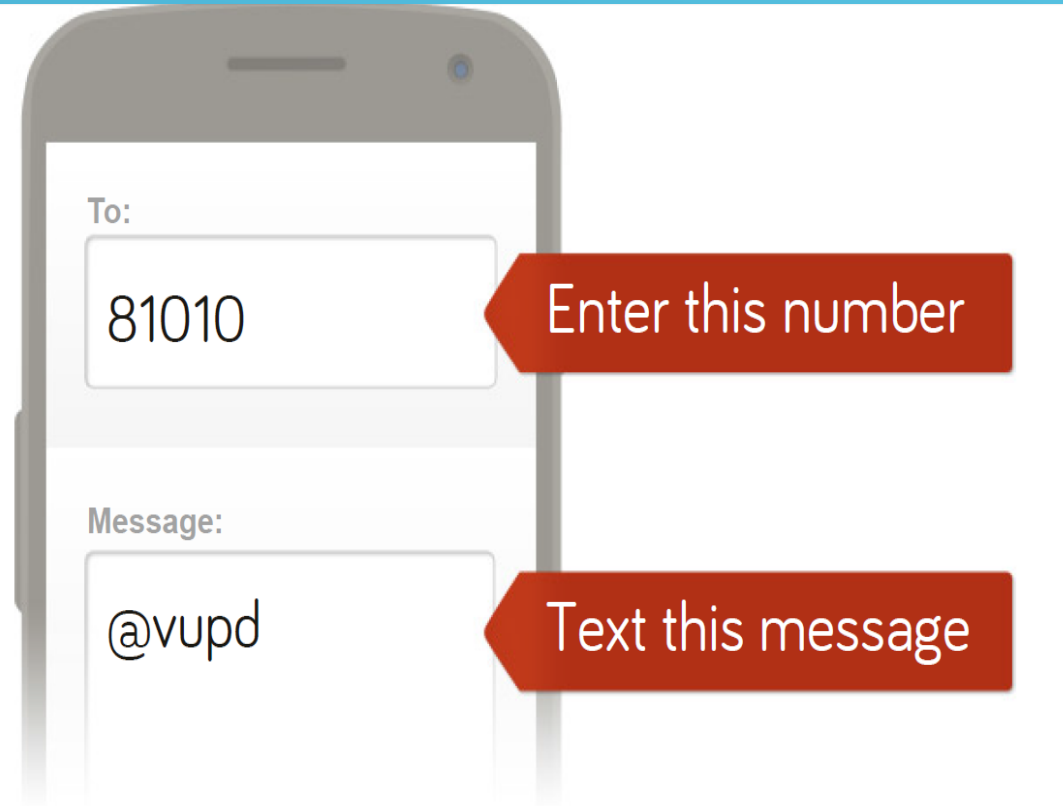 To:
81010
Enter this number
Message:
@vupd
Text this message